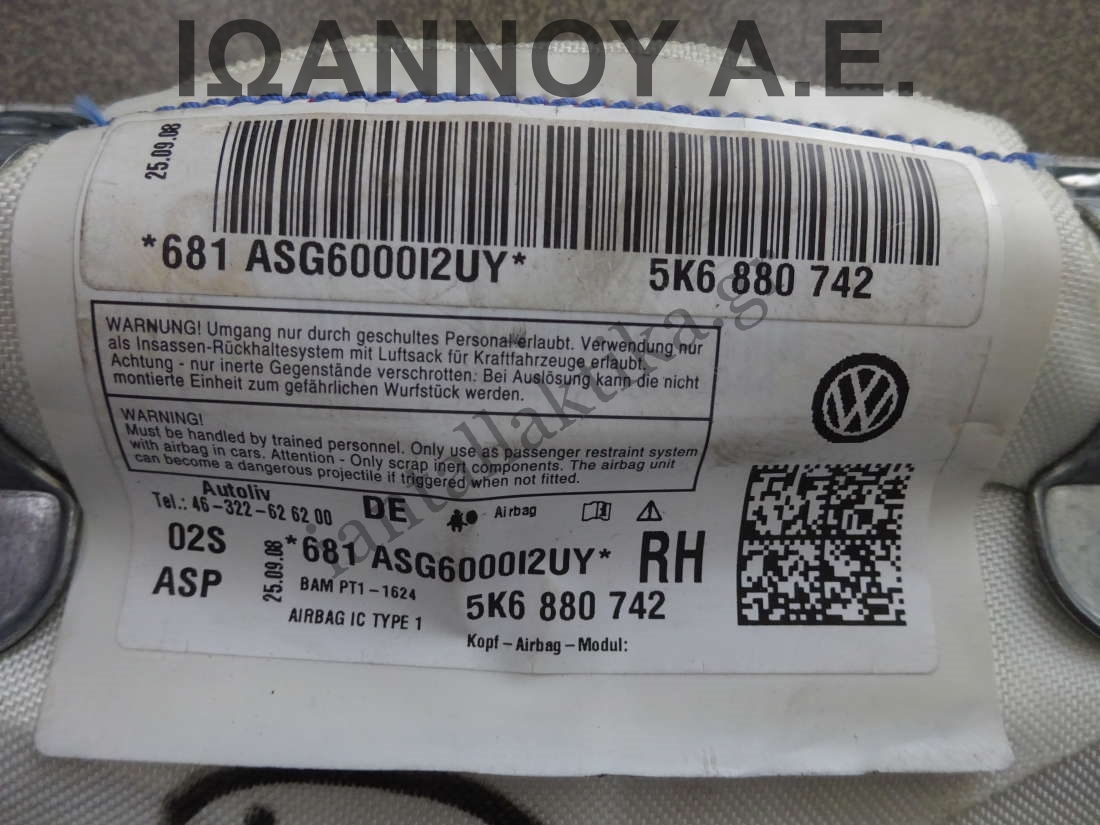 ΙΩΑΝΝΟΥ Α.Ε.
25.09.08
*681 ASG6000I2UY* 5K6 880 742
WARNUNG! Umgang nur durch geschultes Personal erlaubt. Verwendung nur
als Insassen-Rückhaltesystem mit Luftsack für Kraftfahrzeuge erlaubt.
Achtung - nur inerte Gegenstände verschrotten: Bei Auslösung kann die nicht
montierte Einheit zum gefährlichen Wurfstück werden.
WARNING!
Must be handled by trained personnel. Only use as passenger restraint system
with airbag in cars. Attention - Only scrap inert components. The airbag unit
can become a dangerous projectile if triggered when not fitted.
Autoliv
Tel.: 46-322-62 62 00
DE
Airbag
02S
ASP
25.09.08
*681 ASG6000I2UY*
RH
BAM PT1-1624
5K6 880 742
AIRBAG IC TYPE 1
Kopf-Airbag-Modul: